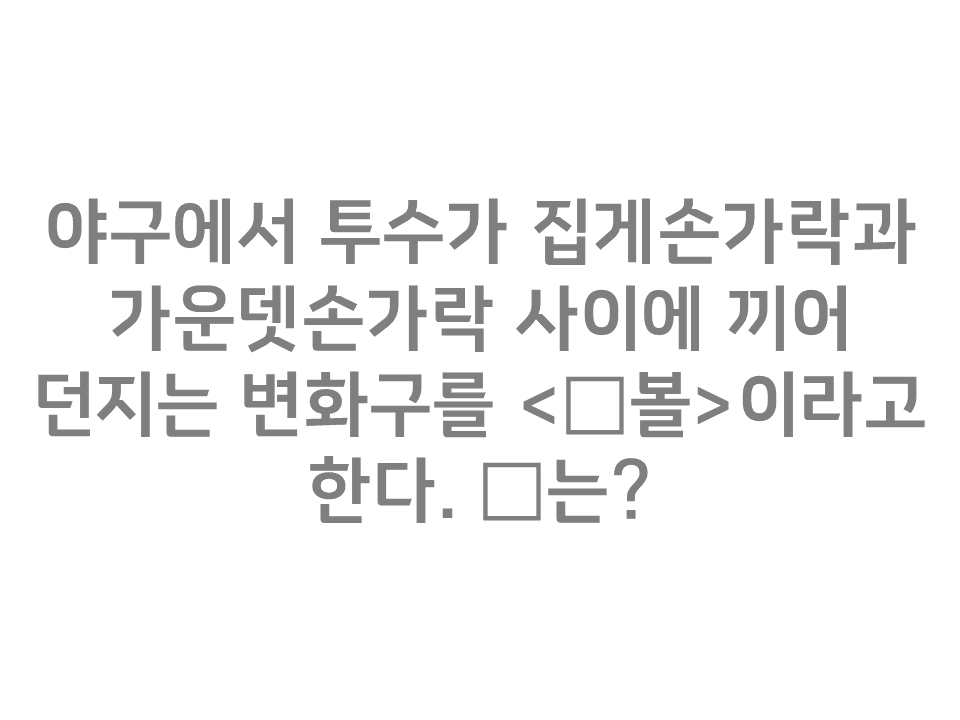 야구에서 투수가 집게손가락과
가운뎃손가락 사이에 끼어
던지는 변화구를 <□볼>이라고
한다. □는?